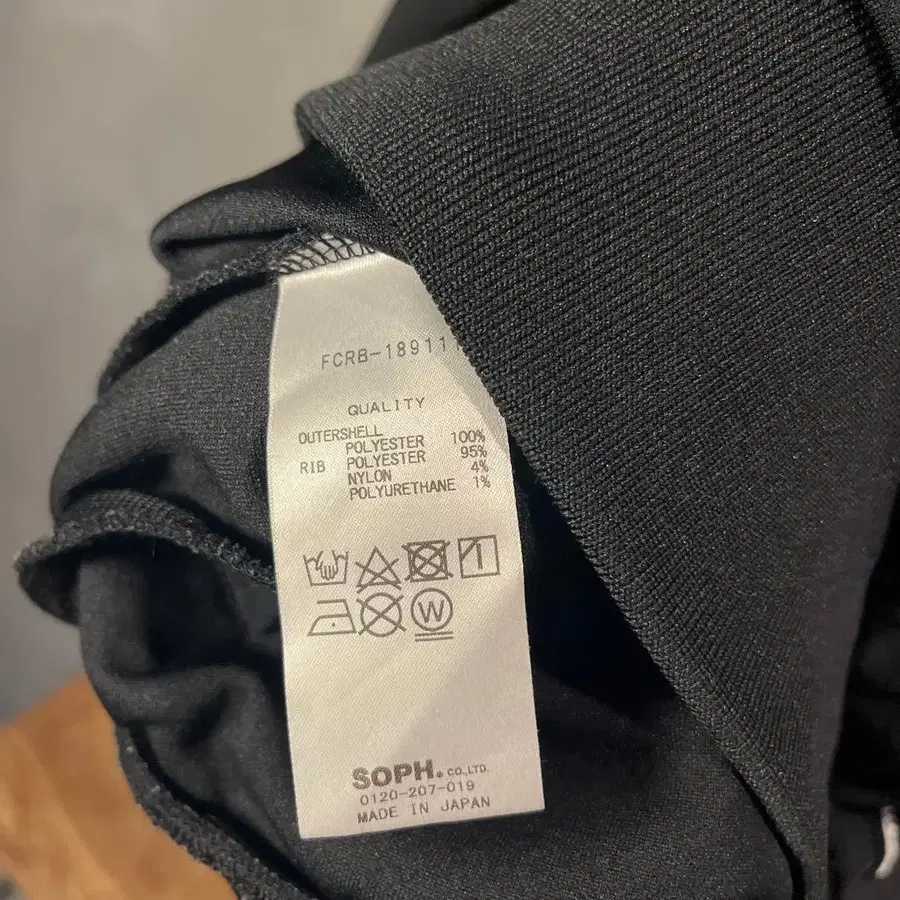 FCRB-18911
QUALITY
OUTERSHELL
POLYESTER 100%
RIB POLYESTER 95%
NYLON 4%
POLYURETHANE 1%
W
SOPH. CO.,LTD.
0120-207-019
MADE IN JAPAN